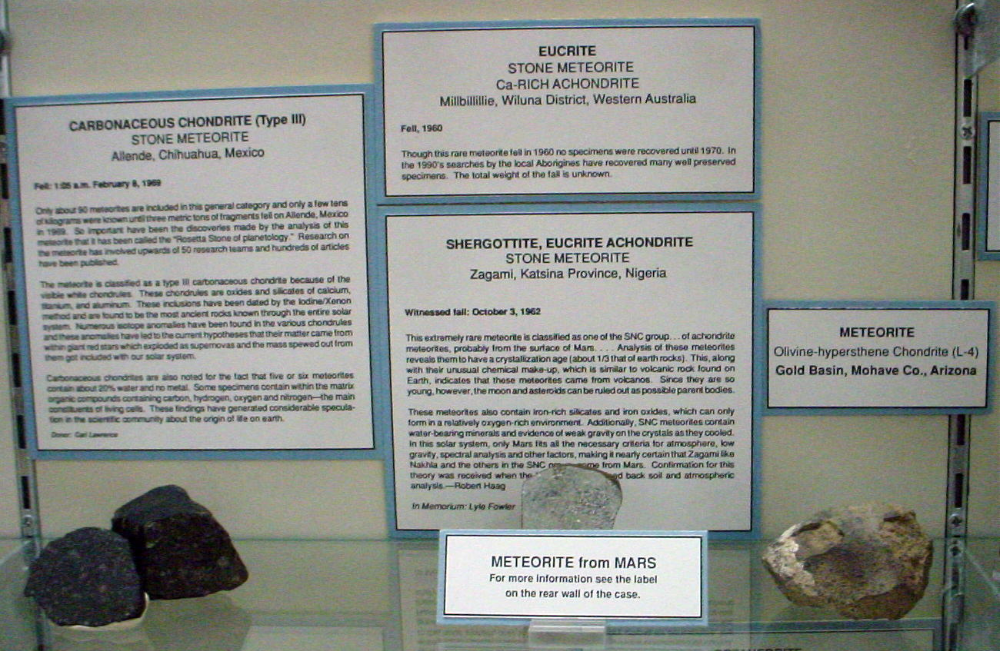 CARBONACEOUS CHONDRITE (Type III)
STONE METEORITE
Allende, Chihuahua, Mexico
Fell: 1:05 a.m. February 8, 1969
Only about 90 meteorites are included in this general category and only a few tens
of kilograms were known until three metric tons of fragments fell on Allende, Mexico
in 1969. So important have been the discoveries made by the analysis of this
meteorite that it has been called the "Rosetta Stone of planetology." Research on
the meteorite has involved upwards of 50 research teams and hundreds of articles
have been published.
The meteorite is classified as a type III carbonaceous chondrite because of the
visible white chondrules. These chondrules are oxides and silicates of calcium,
titanium, and aluminum. These inclusions have been dated by the Iodine/Xenon
method and are found to be the most ancient rocks known through the entire solar
system. Numerous isotope anomalies have been found in the various chondrules
and these anomalies have led to the current hypotheses that their matter came from
within giant red stars which exploded as supernovas and the mass spewed out from
them got included with our solar system.
Carbonaceous chondrites are also noted for the fact that five or six meteorites
contain about 20% water and no metal. Some specimens contain within the matrix
organic compounds containing carbon, hydrogen, oxygen and nitrogen—the main
constituents of living cells. These findings have generated considerable specula-
tion in the scientific community about the origin of life on earth.
Donor: Carl Lawrence
EUCRITE
STONE METEORITE
Ca-RICH ACHONDRITE
Millbillillie, Wiluna District, Western Australia
Fell, 1960
Though this rare meteorite fell in 1960 no specimens were recovered until 1970. In
the 1990's searches by the local Aborigines have recovered many well preserved
specimens. The total weight of the fall is unknown.
SHERGOTTITE, EUCRITE ACHONDRITE
STONE METEORITE
Zagami, Katsina Province, Nigeria
Witnessed fall: October 3, 1962
This extremely rare meteorite is classified as one of the SNC group. . . of achondrite
meteorites, probably from the surface of Mars. . . . Analysis of these meteorites
reveals them to have a crystallization age (about 1/3 that of earth rocks). This, along
with their unusual chemical make-up, which is similar to volcanic rock found on
Earth, indicates that these meteorites came from volcanos. Since they are so
young, however, the moon and asteroids can be ruled out as possible parent bodies.
These meteorites also contain iron-rich silicates and iron oxides, which can only
form in a relatively oxygen-rich environment. Additionally, SNC meteorites contain
water-bearing minerals and evidence of weak gravity on the crystals as they cooled.
In this solar system, only Mars fits all the necessary criteria for atmosphere, low
gravity, spectral analysis and other factors, making it nearly certain that Zagami like
Nakhla and the others in the SNC from Mars. Confirmation for this
theory was received when the back soil and atmospheric
analysis.—Robert Haag
In Memorium: Lyle Fowler
METEORITE from MARS
For more information see the label
on the rear wall of the case.
METEORITE
Olivine-hypersthene Chondrite (L-4)
Gold Basin, Mohave Co., Arizona